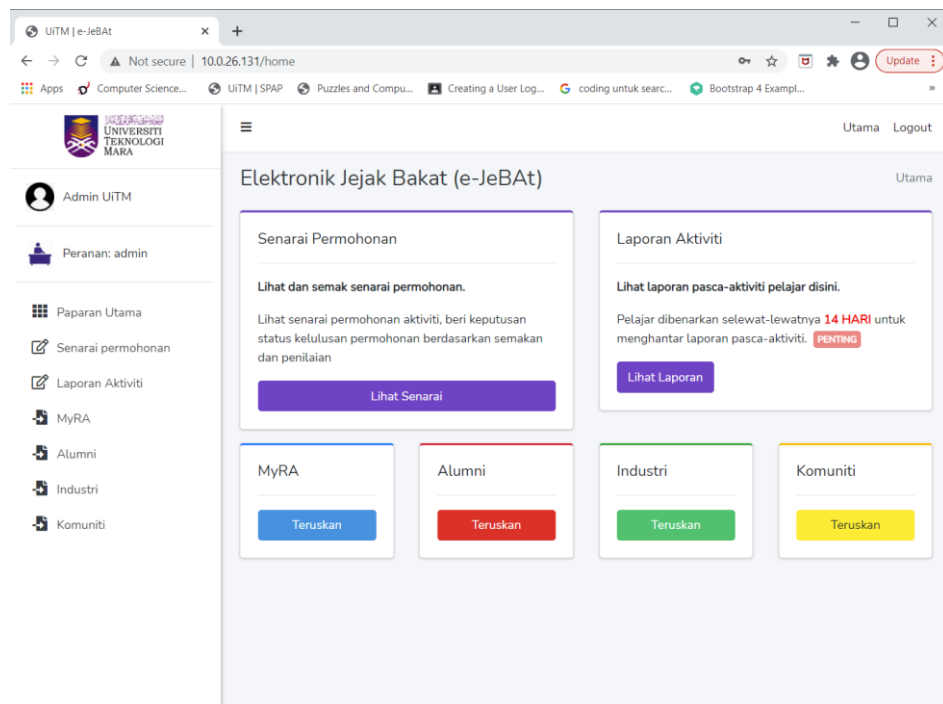 UiTM | e-JeBAt
Not secure | 10.0.26.131/home
Update
Apps Computer Science... UiTM | SPAP Puzzles and Compu... Creating a User Log... coding untuk searc... Bootstrap 4 Exampl... »
UNIVERSITI
TEKNOLOGI
MARA
Utama Logout
Admin UiTM
Peranan: admin
Paparan Utama
Senarai permohonan
Laporan Aktiviti
MyRA
Alumni
Industri
Komuniti
Elektronik Jejak Bakat (e-JeBAt)
Utama
Senarai Permohonan
Lihat dan semak senarai permohonan.
Lihat senarai permohonan aktiviti, beri keputusan
status kelulusan permohonan berdasarkan semakan
dan penilaian
Lihat Senarai
Laporan Aktiviti
Lihat laporan pasca-aktiviti pelajar disini.
Pelajar dibenarkan selewat-lewatnya 14 HARI untuk
menghantar laporan pasca-aktiviti. PENTING
Lihat Laporan
MyRA
Teruskan
Alumni
Teruskan
Industri
Teruskan
Komuniti
Teruskan